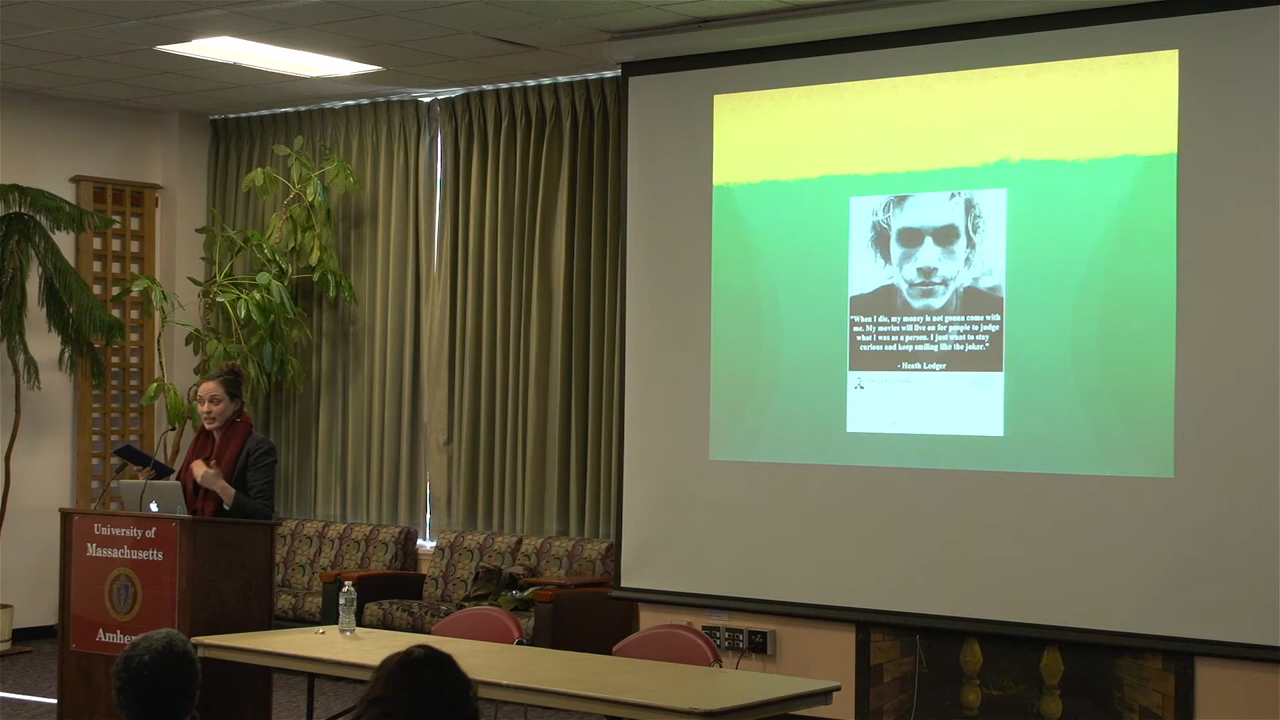 "When I die, my money is not gonna come with
me. My movies will live on for people to judge
what I was as a person. I just want to stay
curious and keep smiling like the joker."
- Heath Ledger
University of
Massachusetts